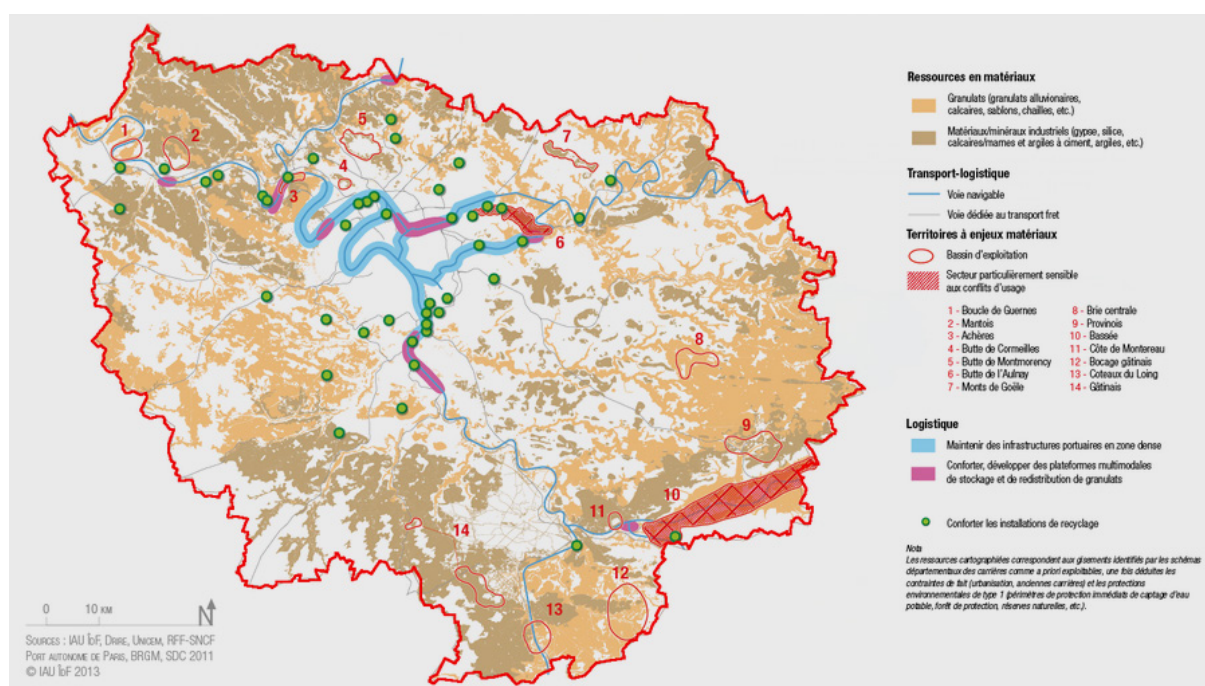 1
2
3
4
5
6
7
8
9
10
11
12
13
14
0 10 KM
N
SOURCES : IAU îdF, DRIRE, UNICEM, RFF-SNCF
PORT AUTONOME DE PARIS, BRGM, SDC 2011
© IAU îdF 2013
Ressources en matériaux
Granulats (granulats alluvionaires,
calcaires, sablons, chailles, etc.)
Matériaux/minéraux industriels (gypse, silice,
calcaires/marnes et argiles à ciment, argiles, etc.)
Transport-logistique
Voie navigable
Voie dédiée au transport fret
Territoires à enjeux matériaux
Bassin d'exploitation
Secteur particulièrement sensible
aux conflits d'usage
1 - Boucle de Guernes
2 - Mantois
3 - Achères
4 - Butte de Cormeilles
5 - Butte de Montmorency
6 - Butte de l'Aulnay
7 - Monts de Goële
8 - Brie centrale
9 - Provinois
10 - Bassée
11 - Côte de Montereau
12 - Bocage gâtinais
13 - Coteaux du Loing
14 - Gâtinais
Logistique
Maintenir des infrastructures portuaires en zone dense
Conforter, développer des plateformes multimodales
de stockage et de redistribution de granulats
Conforter les installations de recyclage
Nota
Les ressources cartographiées correspondent aux gisements identifiés par les schémas
départementaux des carrières comme a priori exploitables, une fois déduites les
contraintes de fait (urbanisation, anciennes carrières) et les protections
environnementales de type 1 (périmètres de protection immédiats de captage d'eau
potable, forêt de protection, réserves naturelles, etc.).